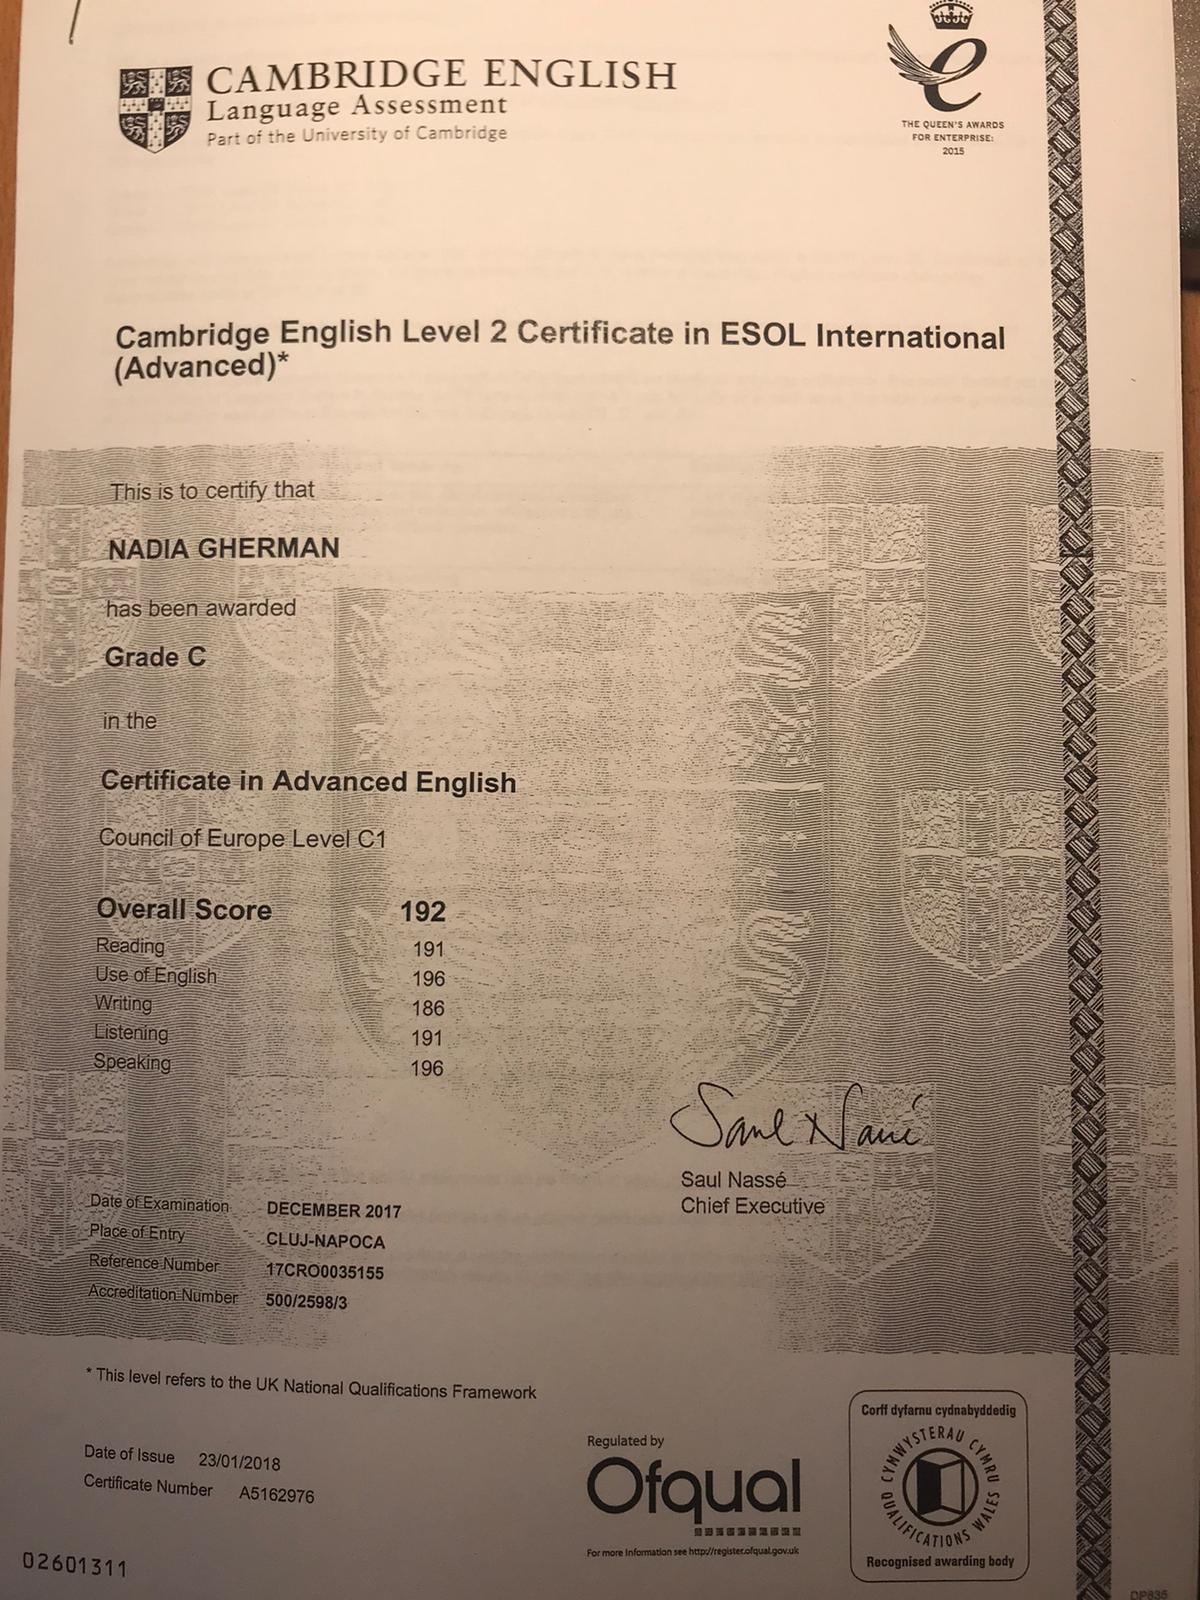 CAMBRIDGE ENGLISH
Language Assessment
Part of the University of Cambridge
THE QUEEN'S AWARDS
FOR ENTERPRISE:
2015
Cambridge English Level 2 Certificate in ESOL International
(Advanced)*
This is to certify that
NADIA GHERMAN
has been awarded
Grade C
in the
Certificate in Advanced English
Council of Europe Level C1
Overall Score 192
Reading 191
Use of English 196
Writing 186
Listening 191
Speaking 196
Saul Nassé
Saul Nassé
Chief Executive
Date of Examination DECEMBER 2017
Place of Entry CLUJ-NAPOCA
Reference Number 17CRO0035155
Accreditation Number 500/2598/3
* This level refers to the UK National Qualifications Framework
Date of Issue 23/01/2018
Certificate Number A5162976
Regulated by
Ofqual
For more information see http://register.ofqual.gov.uk
Corff dyfarnu cydnabyddedig
CYMWYSTERAU CYMRU
QUALIFICATIONS WALES
Recognised awarding body
02601311
DP835